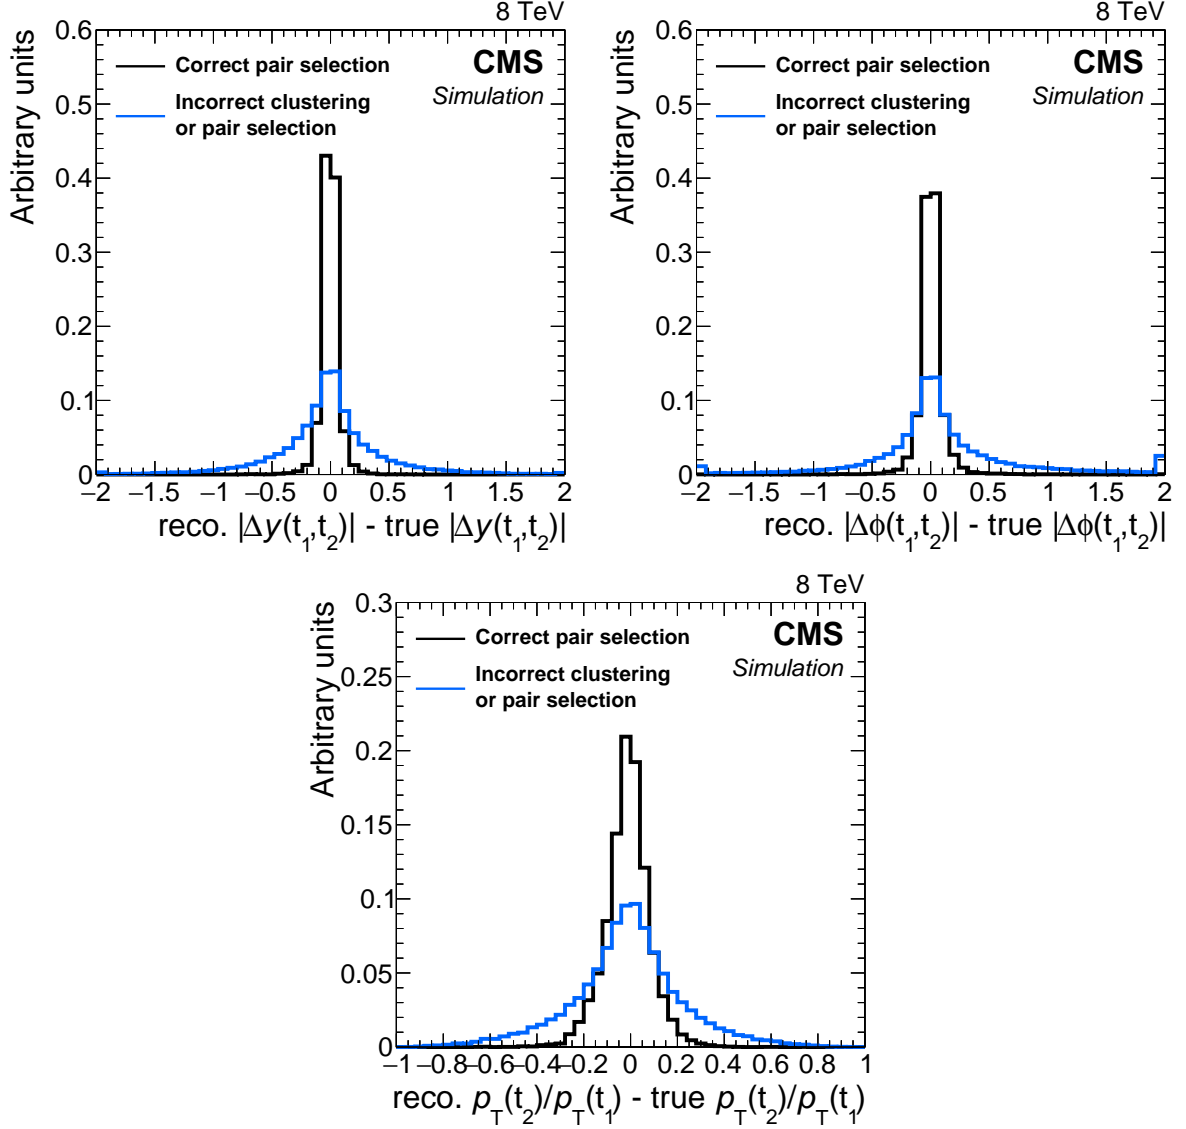 8 TeV
Arbitrary units
0.6
0.5
0.4
0.3
0.2
0.1
0
Correct pair selection
Incorrect clustering
or pair selection
CMS
Simulation
−2 −1.5 −1 −0.5 0 0.5 1 1.5 2
reco. |Δy(t1,t2)| - true |Δy(t1,t2)|
8 TeV
Arbitrary units
0.6
0.5
0.4
0.3
0.2
0.1
0
Correct pair selection
Incorrect clustering
or pair selection
CMS
Simulation
−2 −1.5 −1 −0.5 0 0.5 1 1.5 2
reco. |Δϕ(t1,t2)| - true |Δϕ(t1,t2)|
8 TeV
Arbitrary units
0.3
0.25
0.2
0.15
0.1
0.05
0
Correct pair selection
Incorrect clustering
or pair selection
CMS
Simulation
−1 −0.8 −0.6 −0.4 −0.2 0 0.2 0.4 0.6 0.8 1
reco. pT(t2)/pT(t1) - true pT(t2)/pT(t1)